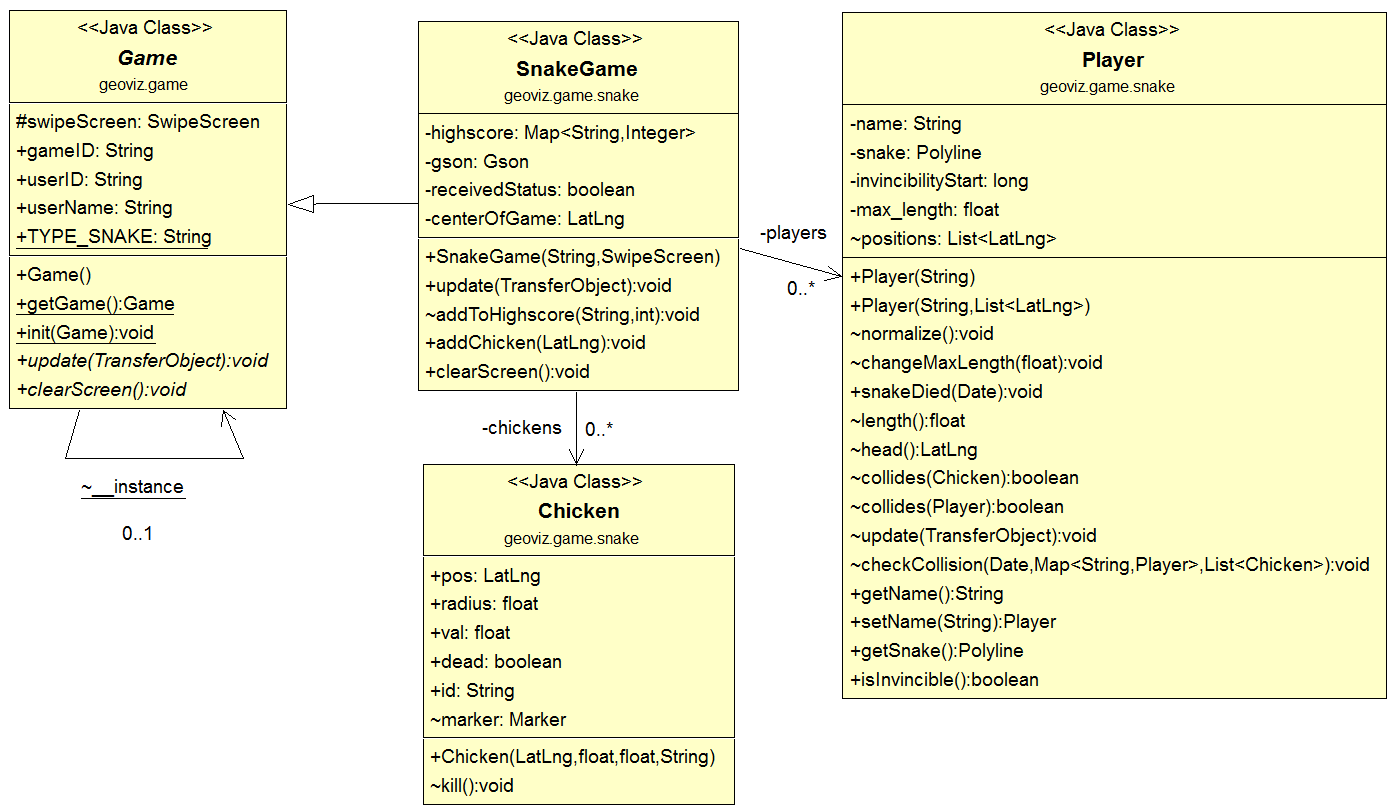 <<Java Class>>
Game
geoviz.game
#swipeScreen: SwipeScreen
+gameID: String
+userID: String
+userName: String
+TYPE_SNAKE: String
+Game()
+getGame():Game
+init(Game):void
+update(TransferObject):void
+clearScreen():void
~__instance
0..1
<<Java Class>>
SnakeGame
geoviz.game.snake
-highscore: Map<String,Integer>
-gson: Gson
-receivedStatus: boolean
-centerOfGame: LatLng
+SnakeGame(String,SwipeScreen)
+update(TransferObject):void
~addToHighscore(String,int):void
+addChicken(LatLng):void
+clearScreen():void
-players
0..*
-chickens
0..*
<<Java Class>>
Chicken
geoviz.game.snake
+pos: LatLng
+radius: float
+val: float
+dead: boolean
+id: String
~marker: Marker
+Chicken(LatLng,float,float,String)
~kill():void
<<Java Class>>
Player
geoviz.game.snake
-name: String
-snake: Polyline
-invincibilityStart: long
-max_length: float
~positions: List<LatLng>
+Player(String)
+Player(String,List<LatLng>)
~normalize():void
~changeMaxLength(float):void
+snakeDied(Date):void
~length():float
~head():LatLng
~collides(Chicken):boolean
~collides(Player):boolean
~update(TransferObject):void
~checkCollision(Date,Map<String,Player>,List<Chicken>):void
+getName():String
+setName(String):Player
+getSnake():Polyline
+isInvincible():boolean